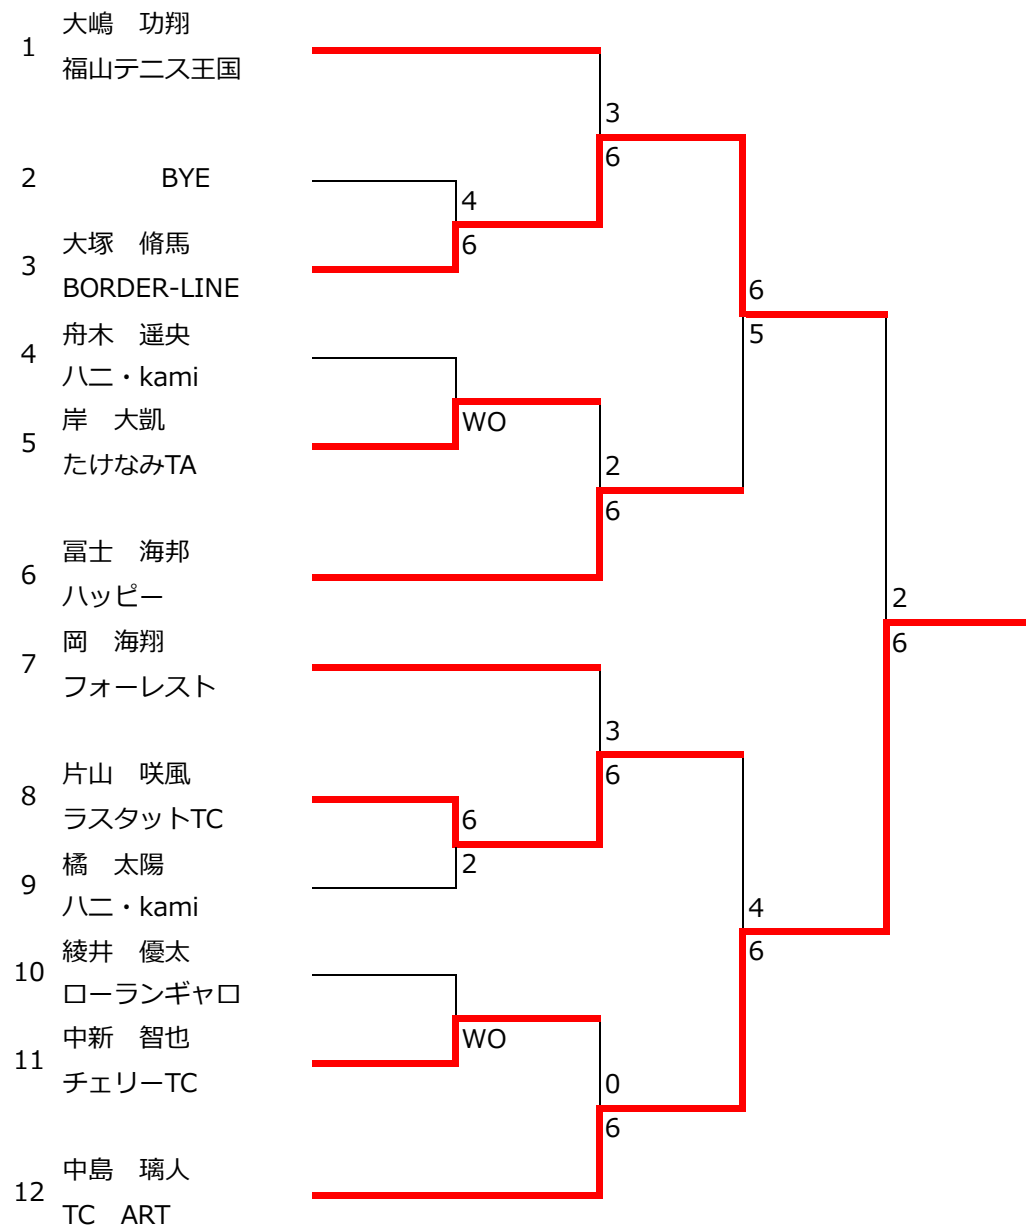 大嶋　功翔
1
福山テニス王国
3
6
2
BYE
4
6
大塚　脩馬
3
BORDER-LINE
6
5
舟木　遥央
4
ハニ・kami
WO
岸　大凱
5
たけなみTA
2
6
冨士　海邦
6
ハッピー
2
6
岡　海翔
7
フォーレスト
3
6
片山　咲風
8
ラスタットTC
6
2
橘　太陽
9
ハニ・kami
4
6
綾井　優太
10
ローランギャロ
WO
中新　智也
11
チェリーTC
0
6
中島　璃人
12
TC　ART